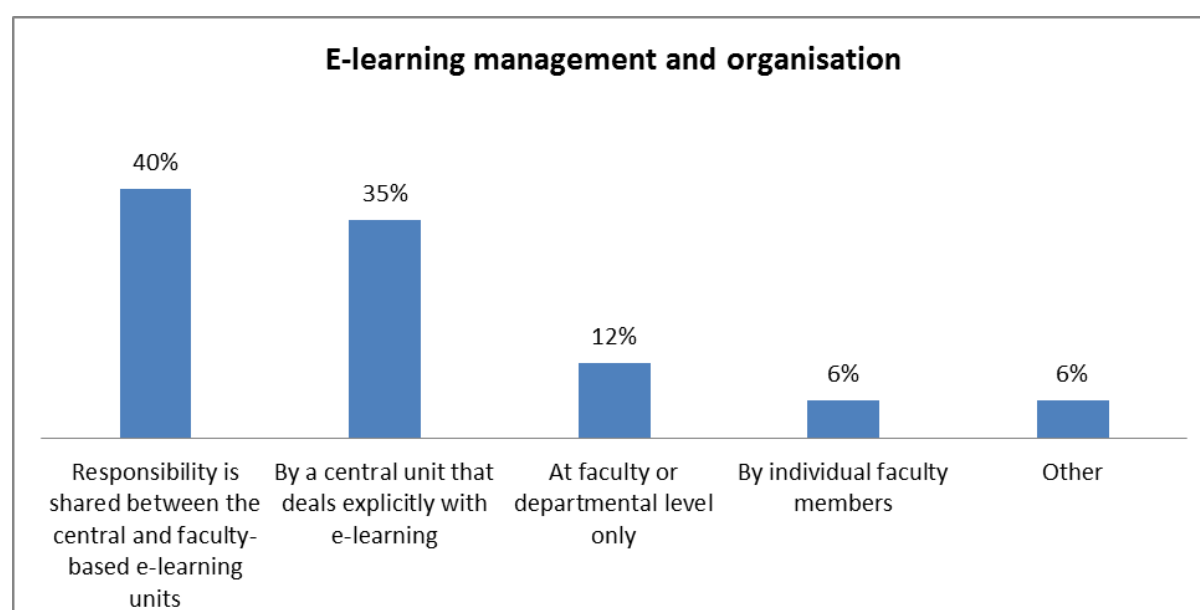 E-learning management and organisation
40%
35%
12%
6%
6%
Responsibility is
shared between the
central and faculty-
based e-learning
units
By a central unit that
deals explicitly with
e-learning
At faculty or
departmental level
only
By individual faculty
members
Other